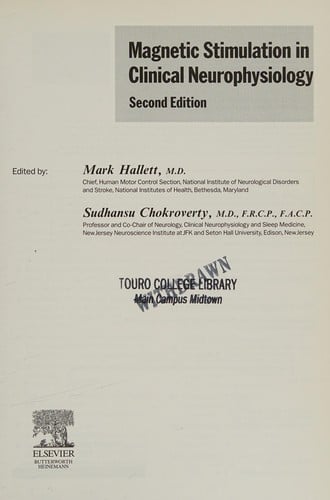 Magnetic Stimulation in
Clinical Neurophysiology
Second Edition
Edited by:
Mark Hallett, M.D.
Chief, Human Motor Control Section, National Institute of Neurological Disorders
and Stroke, National Institutes of Health, Bethesda, Maryland
Sudhansu Chokroverty, M.D., F.R.C.P., F.A.C.P.
Professor and Co-Chair of Neurology, Clinical Neurophysiology and Sleep Medicine,
New Jersey Neuroscience Institute at JFK and Seton Hall University, Edison, New Jersey
TOURO COLLEGE LIBRARY
Main Campus Midtown
WITHDRAWN
ELSEVIER
BUTTERWORTH
HEINEMANN